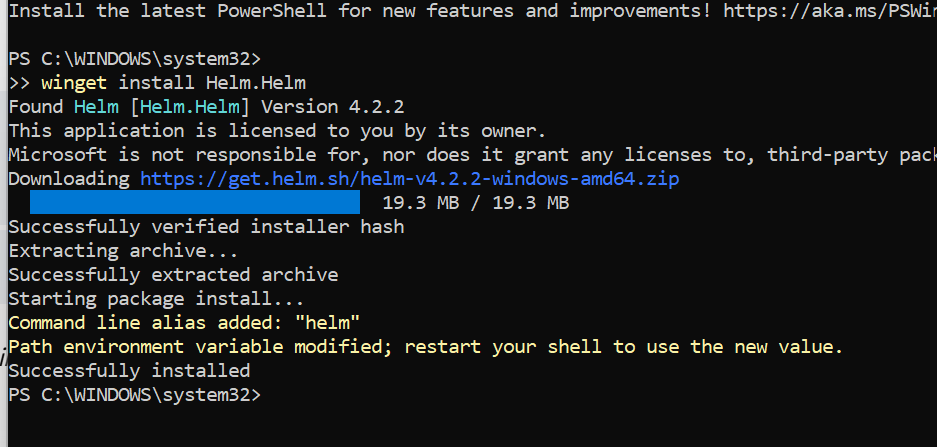 Install the latest PowerShell for new features and improvements! https://aka.ms/PSWin
PS C:\WINDOWS\system32>
>> winget install Helm.Helm
Found Helm [Helm.Helm] Version 4.2.2
This application is licensed to you by its owner.
Microsoft is not responsible for, nor does it grant any licenses to, third-party pack
Downloading https://get.helm.sh/helm-v4.2.2-windows-amd64.zip
19.3 MB / 19.3 MB
Successfully verified installer hash
Extracting archive...
Successfully extracted archive
Starting package install...
Command line alias added: "helm"
Path environment variable modified; restart your shell to use the new value.
Successfully installed
PS C:\WINDOWS\system32>